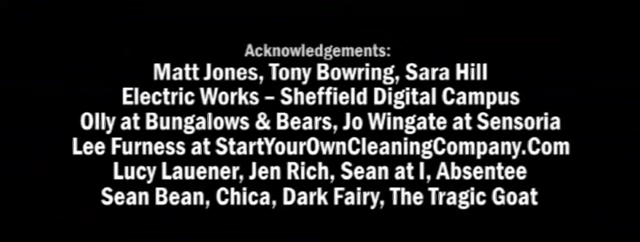 Acknowledgements:
Matt Jones, Tony Bowring, Sara Hill
Electric Works – Sheffield Digital Campus
Olly at Bungalows & Bears, Jo Wingate at Sensoria
Lee Furness at StartYourOwnCleaningCompany.Com
Lucy Lauener, Jen Rich, Sean at I, Absentee
Sean Bean, Chica, Dark Fairy, The Tragic Goat